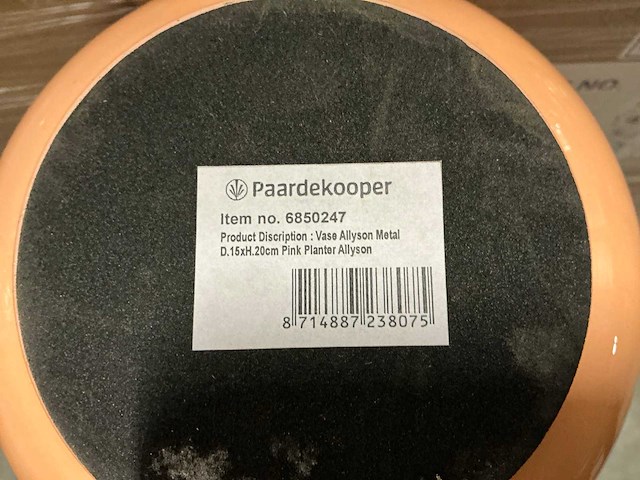 Paardekooper
Item no. 6850247
Product Discription : Vase Allyson Metal
D.15xH.20cm Pink Planter Allyson
8 714887 238075